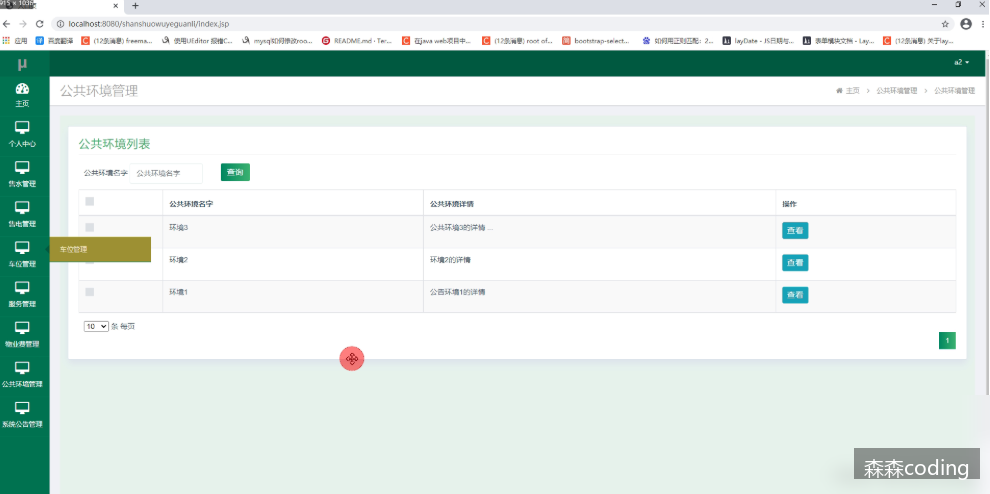 915 × 1036
localhost:8080/shanshuowuyeguanli/index.jsp
应用 百度翻译 (12条消息) freema... 使用UEditor 报错C... mysql如何修改roo... README.md · Ter... 在java web项目中... (12条消息) root of... bootstrap-select... 如何用正则匹配：2... layDate - JS日期与... 表单模块文档 - Lay... (12条消息) 关于lay...
μ
a2
公共环境管理
主页 > 公共环境管理 > 公共环境管理
主页
个人中心
售水管理
售电管理
车位管理
服务管理
物业费管理
公共环境管理
系统公告管理
车位管理
公共环境列表
公共环境名字 公共环境名字 查询
公共环境名字 公共环境详情 操作
环境3 公共环境3的详情 ... 查看
环境2 环境2的详情 查看
环境1 公告环境1的详情 查看
10 条 每页
1
森森coding